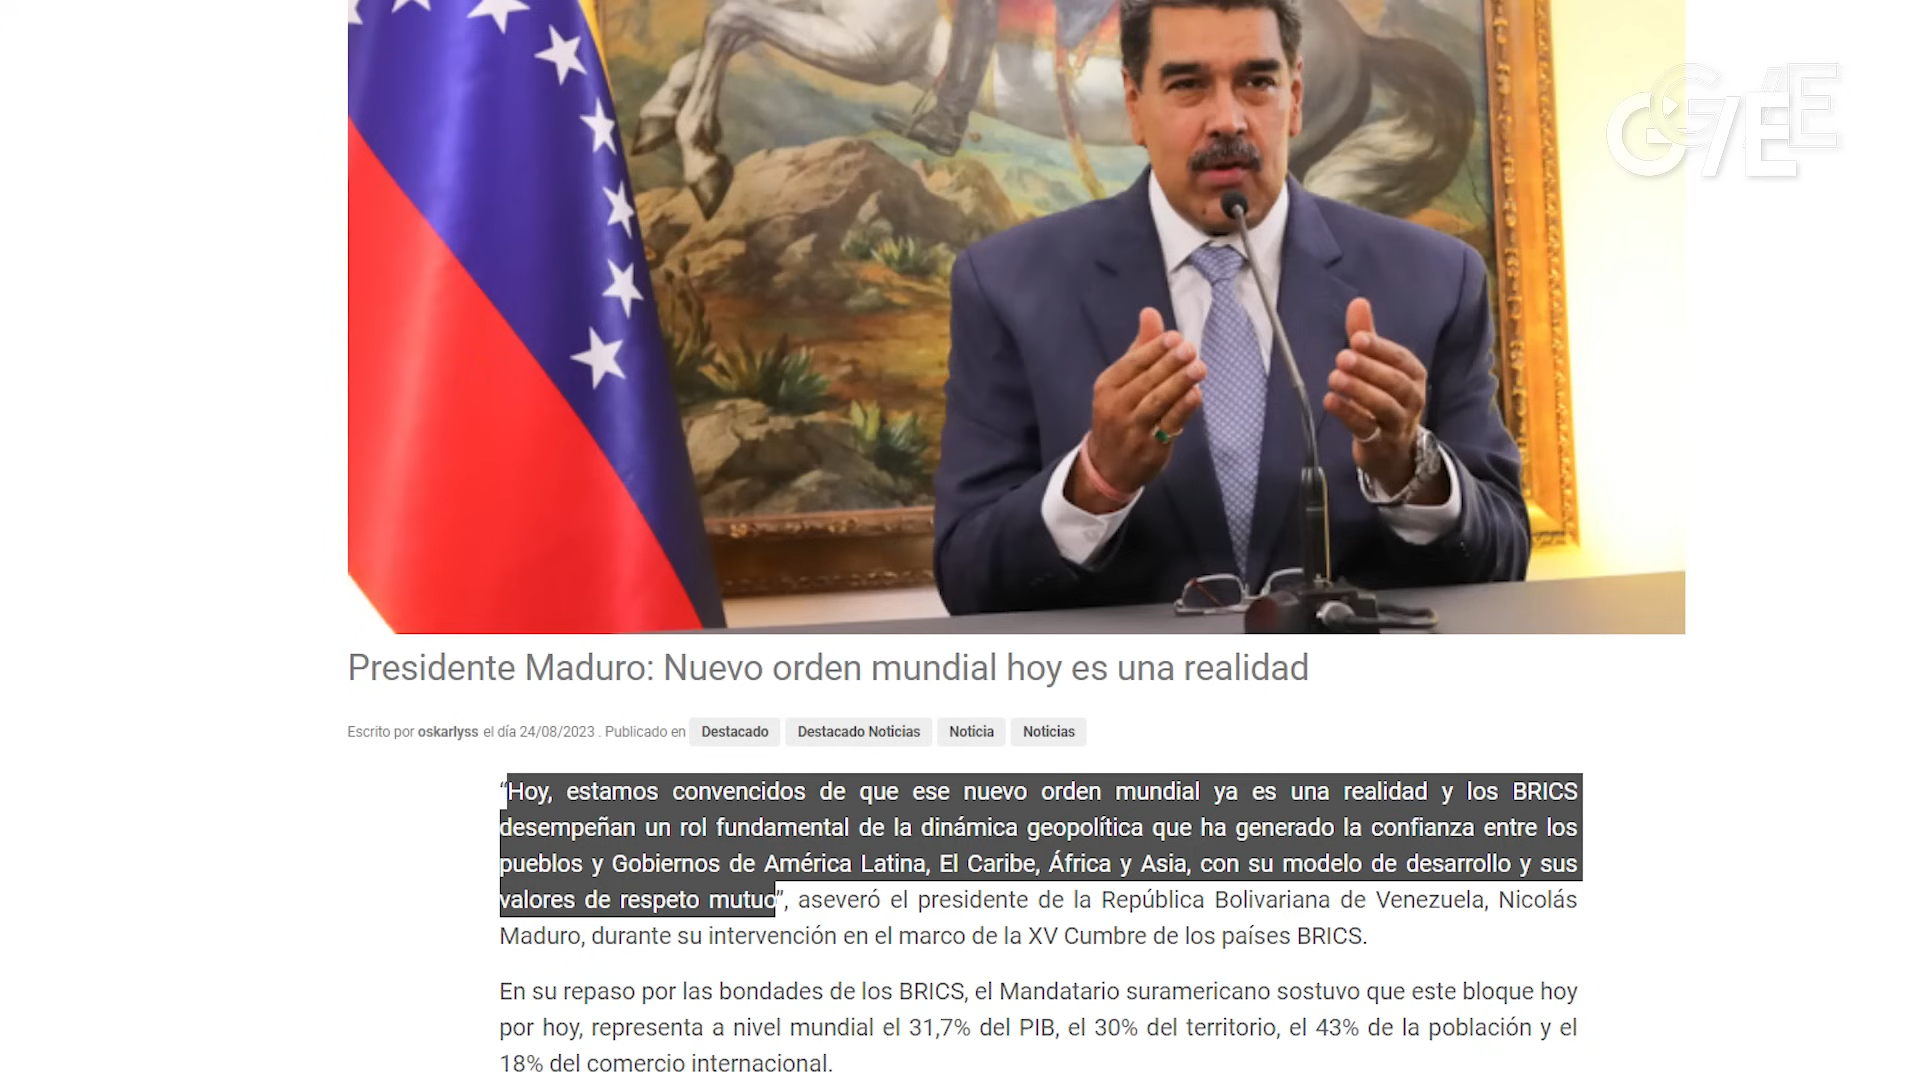 GE
Presidente Maduro: Nuevo orden mundial hoy es una realidad
Escrito por oskarlyss el día 24/08/2023 . Publicado en Destacado Destacado Noticias Noticia Noticias
“Hoy, estamos convencidos de que ese nuevo orden mundial ya es una realidad y los BRICS
desempeñan un rol fundamental de la dinámica geopolítica que ha generado la confianza entre los
pueblos y Gobiernos de América Latina, El Caribe, África y Asia, con su modelo de desarrollo y sus
valores de respeto mutuo”, aseveró el presidente de la República Bolivariana de Venezuela, Nicolás
Maduro, durante su intervención en el marco de la XV Cumbre de los países BRICS.
En su repaso por las bondades de los BRICS, el Mandatario suramericano sostuvo que este bloque hoy
por hoy, representa a nivel mundial el 31,7% del PIB, el 30% del territorio, el 43% de la población y el
18% del comercio internacional.